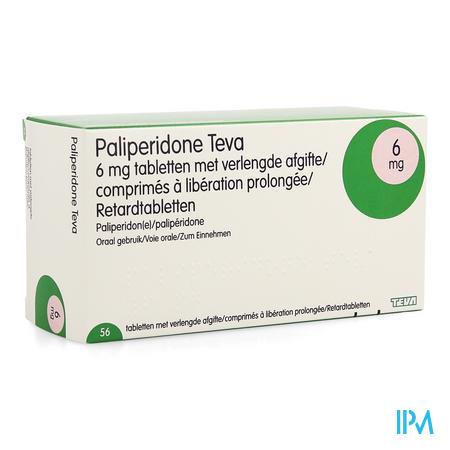 Paliperidone Teva
6 mg tabletten met verlengde afgifte/
comprimés à libération prolongée/
Retardtabletten
Paliperidon(e)/palipéridone
Oraal gebruik/Voie orale/Zum Einnehmen
6
mg
TEVA
56 tabletten met verlengde afgifte/comprimés à libération prolongée/Retardtabletten
Paliperidone Teva
6
mg
IPM